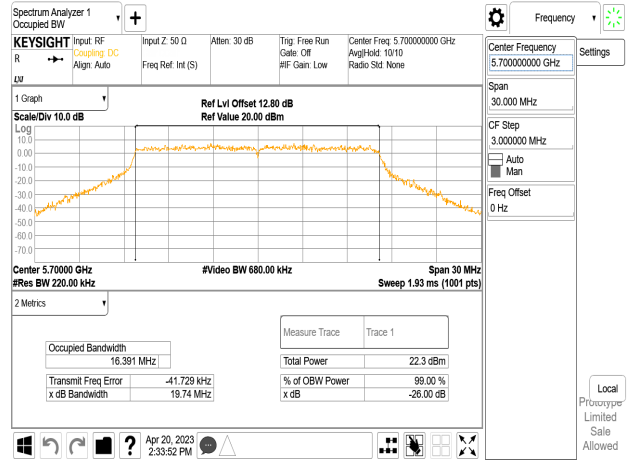 Spectrum Analyzer 1
Occupied BW
Frequency
KEYSIGHT
R
Input: RF
Coupling: DC
Align: Auto
Input Z: 50 Ω
Freq Ref: Int (S)
Atten: 30 dB
Trig: Free Run
Gate: Off
#IF Gain: Low
Center Freq: 5.700000000 GHz
Avg|Hold: 10/10
Radio Std: None
LXI
Center Frequency
5.700000000 GHz
Settings
Span
30.000 MHz
CF Step
3.000000 MHz
Auto
Man
Freq Offset
0 Hz
1 Graph
Scale/Div 10.0 dB
Ref Lvl Offset 12.80 dB
Ref Value 20.00 dBm
Log
10.0
0.00
-10.0
-20.0
-30.0
-40.0
-50.0
-60.0
-70.0
Center 5.70000 GHz
#Video BW 680.00 kHz
Span 30 MHz
#Res BW 220.00 kHz
Sweep 1.93 ms (1001 pts)
2 Metrics
Measure Trace
Trace 1
Occupied Bandwidth
16.391 MHz
Total Power
22.3 dBm
Transmit Freq Error
-41.729 kHz
% of OBW Power
99.00 %
x dB Bandwidth
19.74 MHz
x dB
-26.00 dB
Local
Prototype
Limited
Sale
Allowed
?
Apr 20, 2023
2:33:52 PM